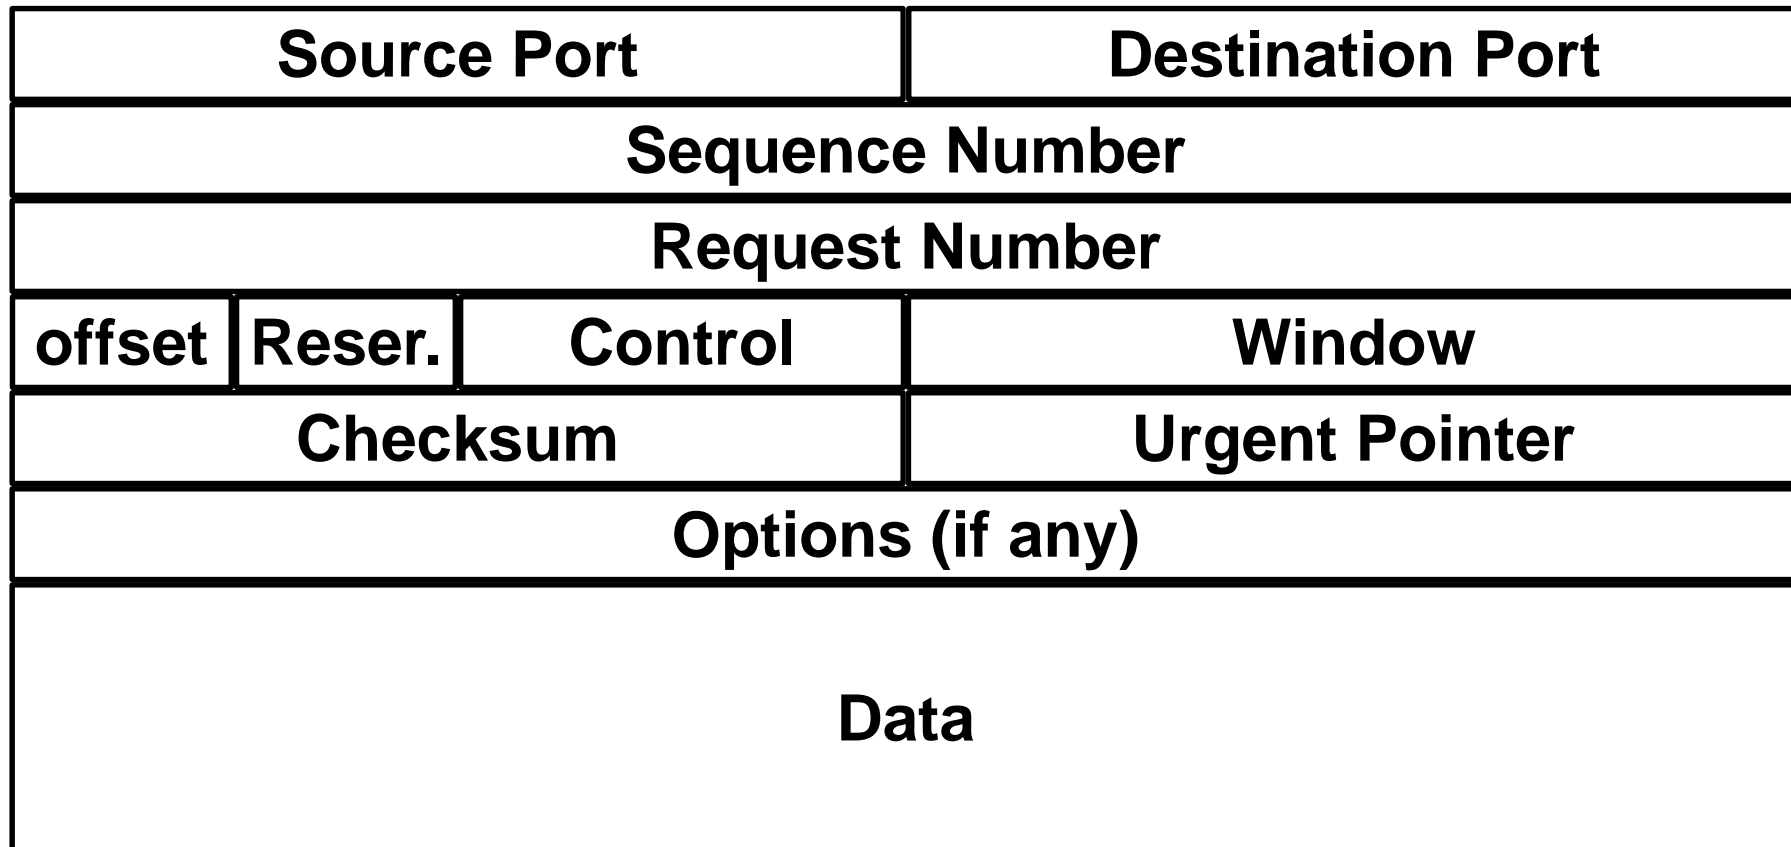 Source Port Destination Port
Sequence Number
Request Number
offset Reser. Control Window
Checksum Urgent Pointer
Options (if any)
Data